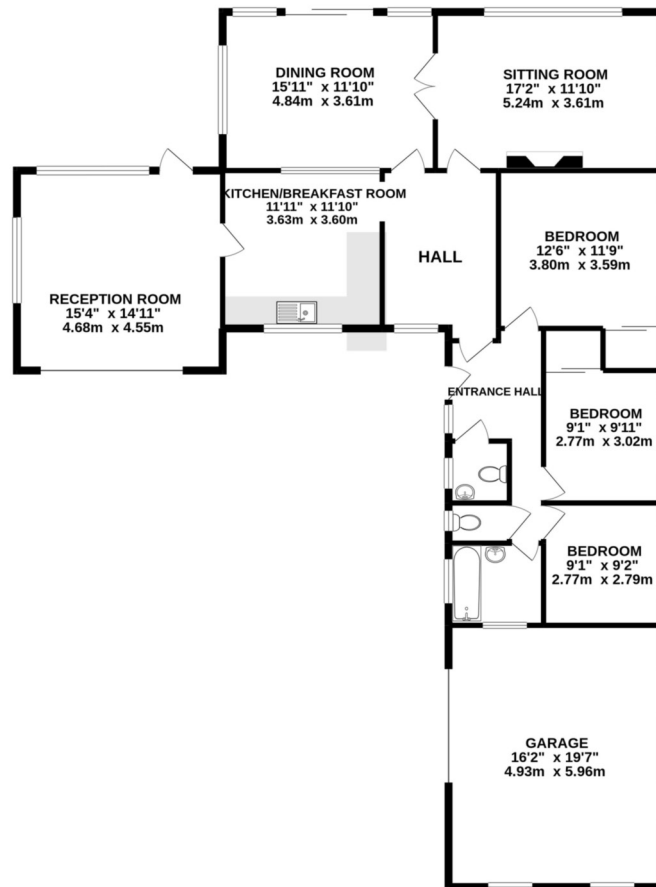 DINING ROOM
15'11" x 11'10"
4.84m x 3.61m
SITTING ROOM
17'2" x 11'10"
5.24m x 3.61m
KITCHEN/BREAKFAST ROOM
11'11" x 11'10"
3.63m x 3.60m
BEDROOM
12'6" x 11'9"
3.80m x 3.59m
HALL
RECEPTION ROOM
15'4" x 14'11"
4.68m x 4.55m
ENTRANCE HALL
BEDROOM
9'1" x 9'11"
2.77m x 3.02m
BEDROOM
9'1" x 9'2"
2.77m x 2.79m
GARAGE
16'2" x 19'7"
4.93m x 5.96m